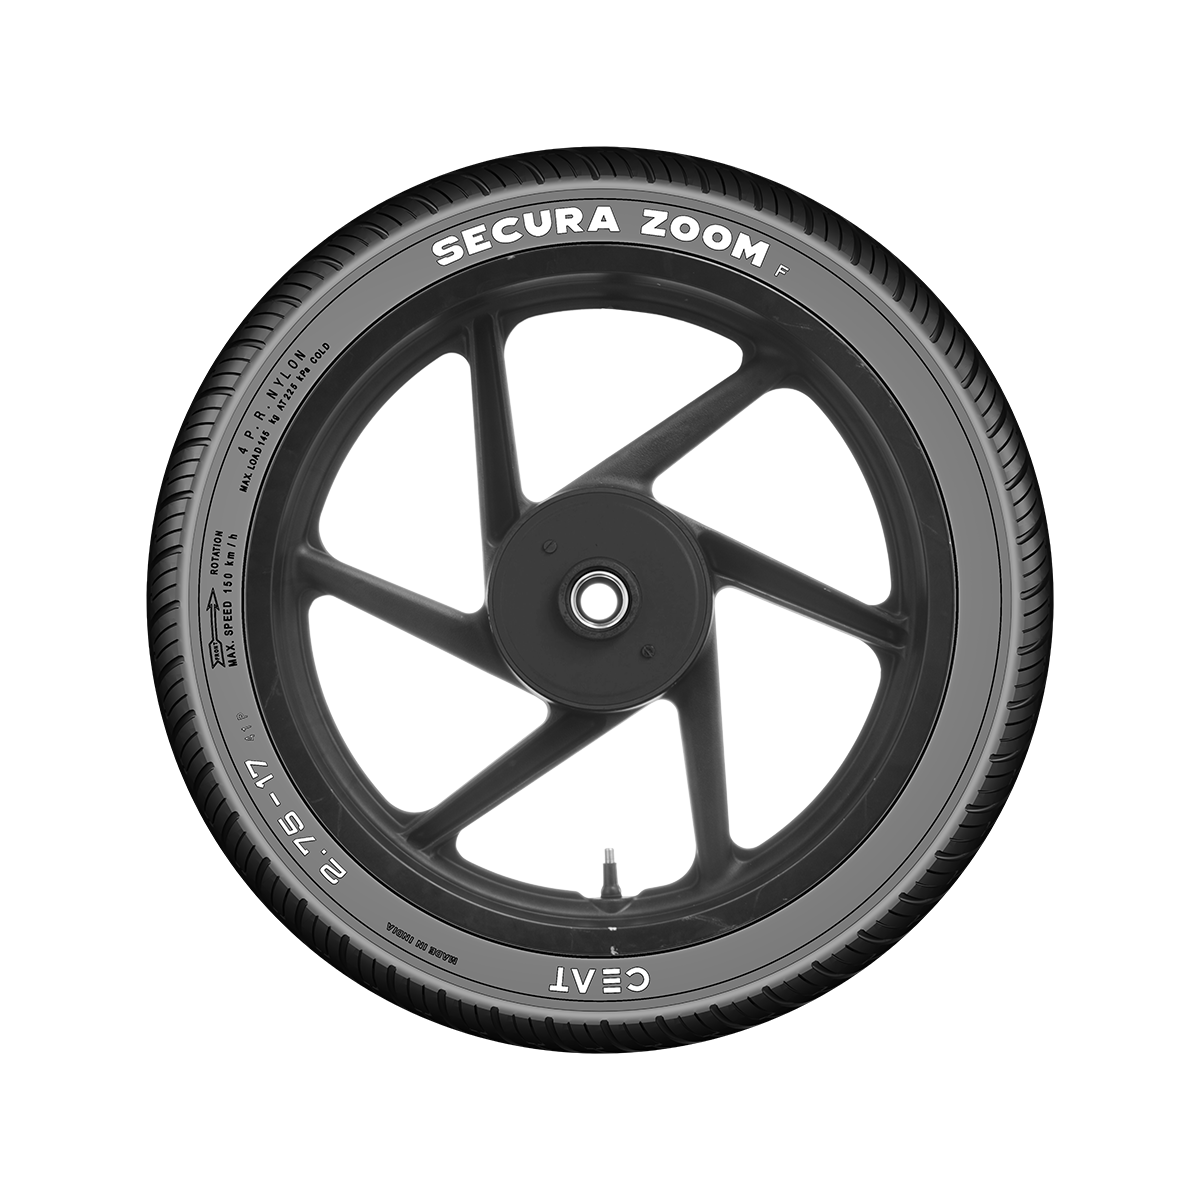 SECURA ZOOM F
4 P.R. NYLON
MAX. LOAD 145 kg AT 225 kPa COLD
ROTATION
FRONT
MAX. SPEED 150 km/h
2.75-17 41P
MADE IN INDIA
CEAT